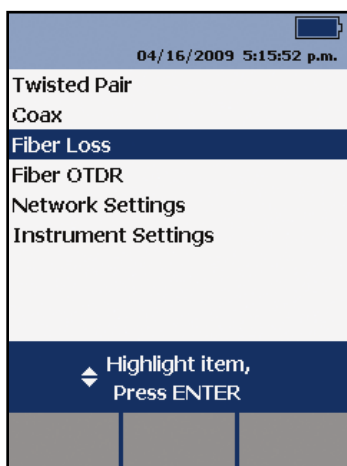 04/16/2009 5:15:52 p.m.
Twisted Pair
Coax
Fiber Loss
Fiber OTDR
Network Settings
Instrument Settings
Highlight item,
Press ENTER